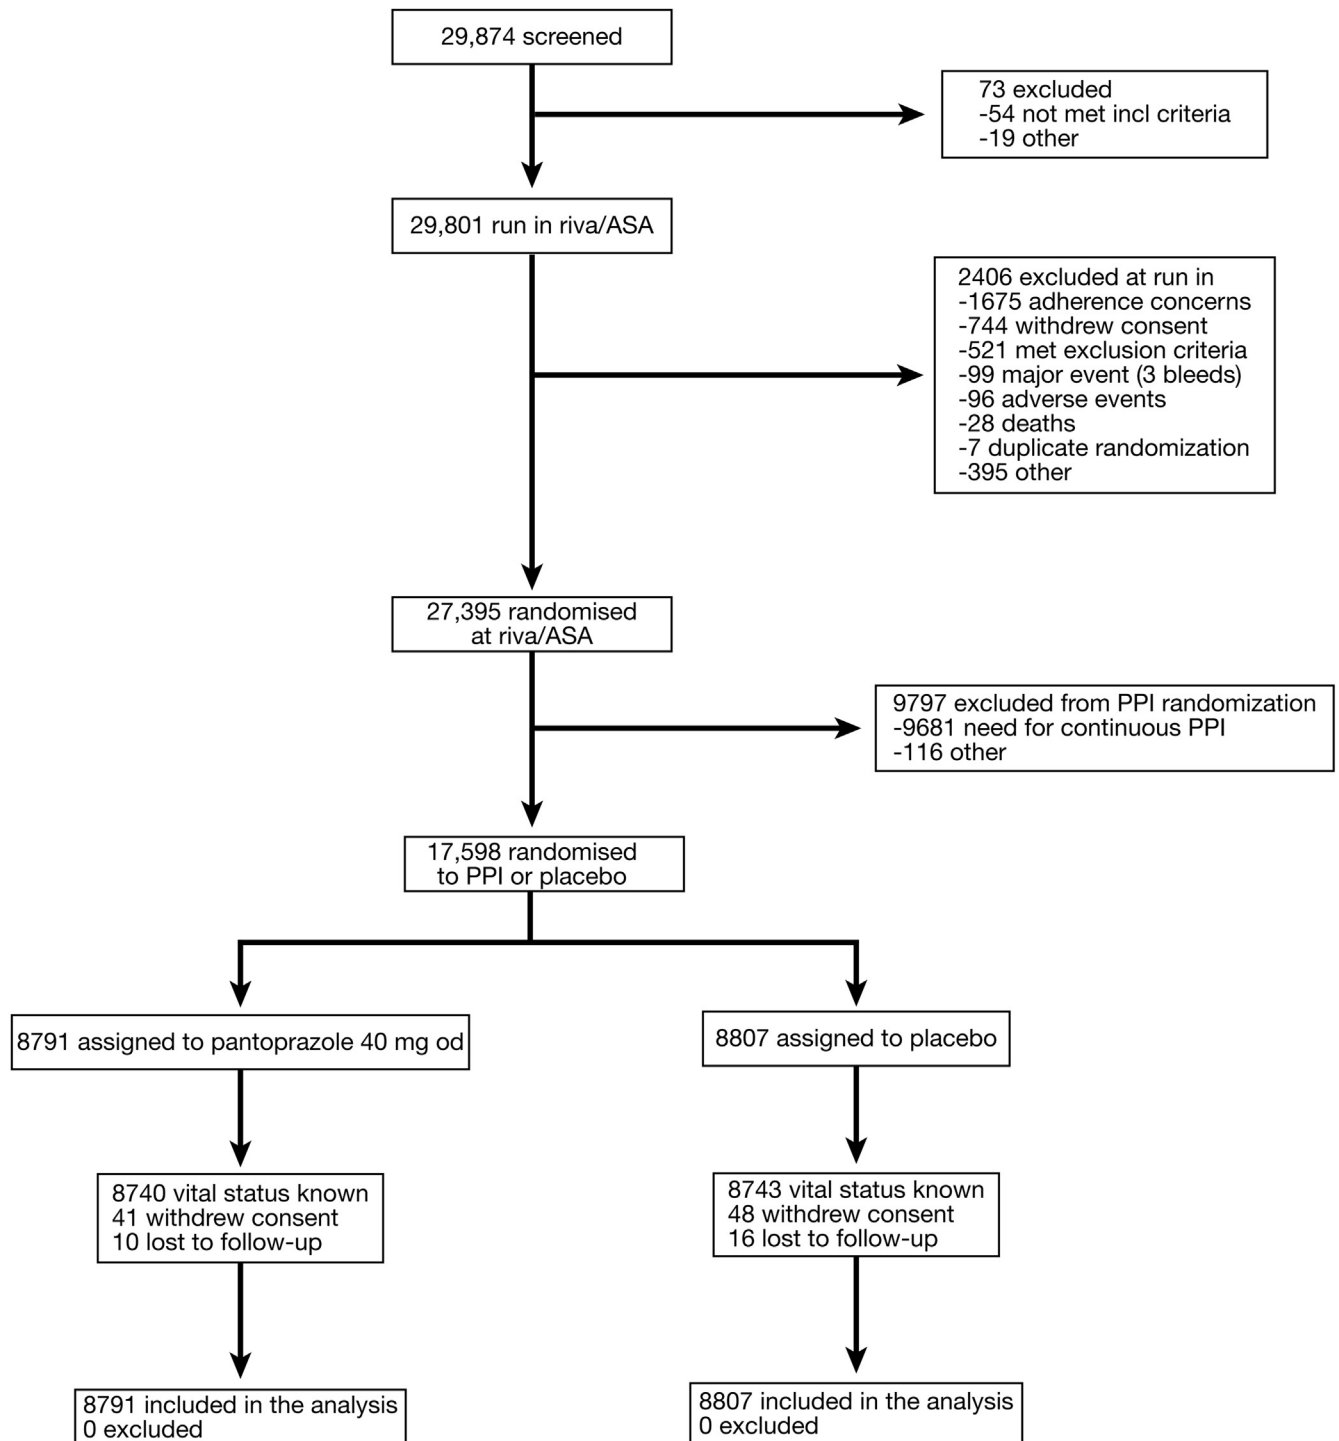 29,874 screened
73 excluded
-54 not met incl criteria
-19 other
29,801 run in riva/ASA
2406 excluded at run in
-1675 adherence concerns
-744 withdrew consent
-521 met exclusion criteria
-99 major event (3 bleeds)
-96 adverse events
-28 deaths
-7 duplicate randomization
-395 other
27,395 randomised
at riva/ASA
9797 excluded from PPI randomization
-9681 need for continuous PPI
-116 other
17,598 randomised
to PPI or placebo
8791 assigned to pantoprazole 40 mg od
8807 assigned to placebo
8740 vital status known
41 withdrew consent
10 lost to follow-up
8743 vital status known
48 withdrew consent
16 lost to follow-up
8791 included in the analysis
0 excluded
8807 included in the analysis
0 excluded